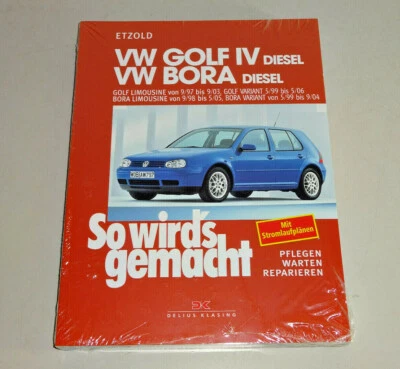 ETZOLD
VW GOLF IV DIESEL
VW BORA DIESEL
GOLF LIMOUSINE von 9/97 bis 9/03, GOLF VARIANT 5/99 bis 5/06
BORA LIMOUSINE von 9/98 bis 5/05, BORA VARIANT von 5/99 bis 9/04
So wird's
gemacht
Mit
Stromlaufplänen
PFLEGEN
WARTEN
REPARIEREN
DELIUS KLASING